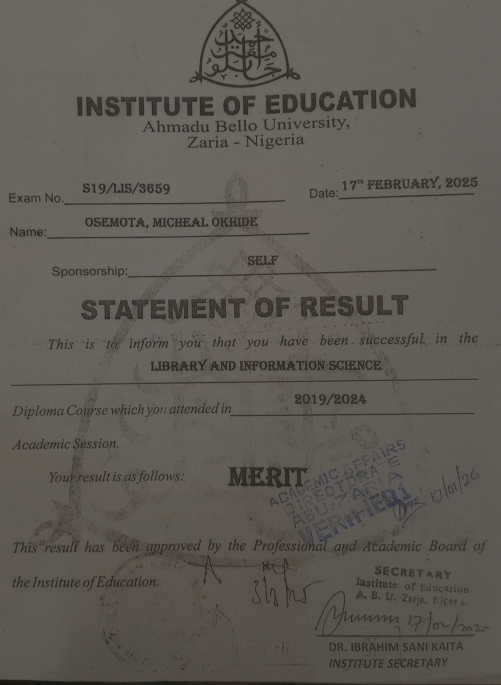 INSTITUTE OF EDUCATION
Ahmadu Bello University,
Zaria - Nigeria
Exam No. S19/LIS/3659
Date: 17TH FEBRUARY, 2025
Name: OSEMOTA, MICHEAL OKHIDE
Sponsorship: SELF
STATEMENT OF RESULT
This is to inform you that you have been successful in the
LIBRARY AND INFORMATION SCIENCE
Diploma Course which you attended in 2019/2024
Academic Session.
Your result is as follows: MERIT
ACADEMIC AFFAIRS
VERIFIED
This result has been approved by the Professional and Academic Board of
the Institute of Education.
SECRETARY
Institute of Education
A. B. U. Zaria, Nigeria.
17/02/2025
DR. IBRAHIM SANI KAITA
INSTITUTE SECRETARY